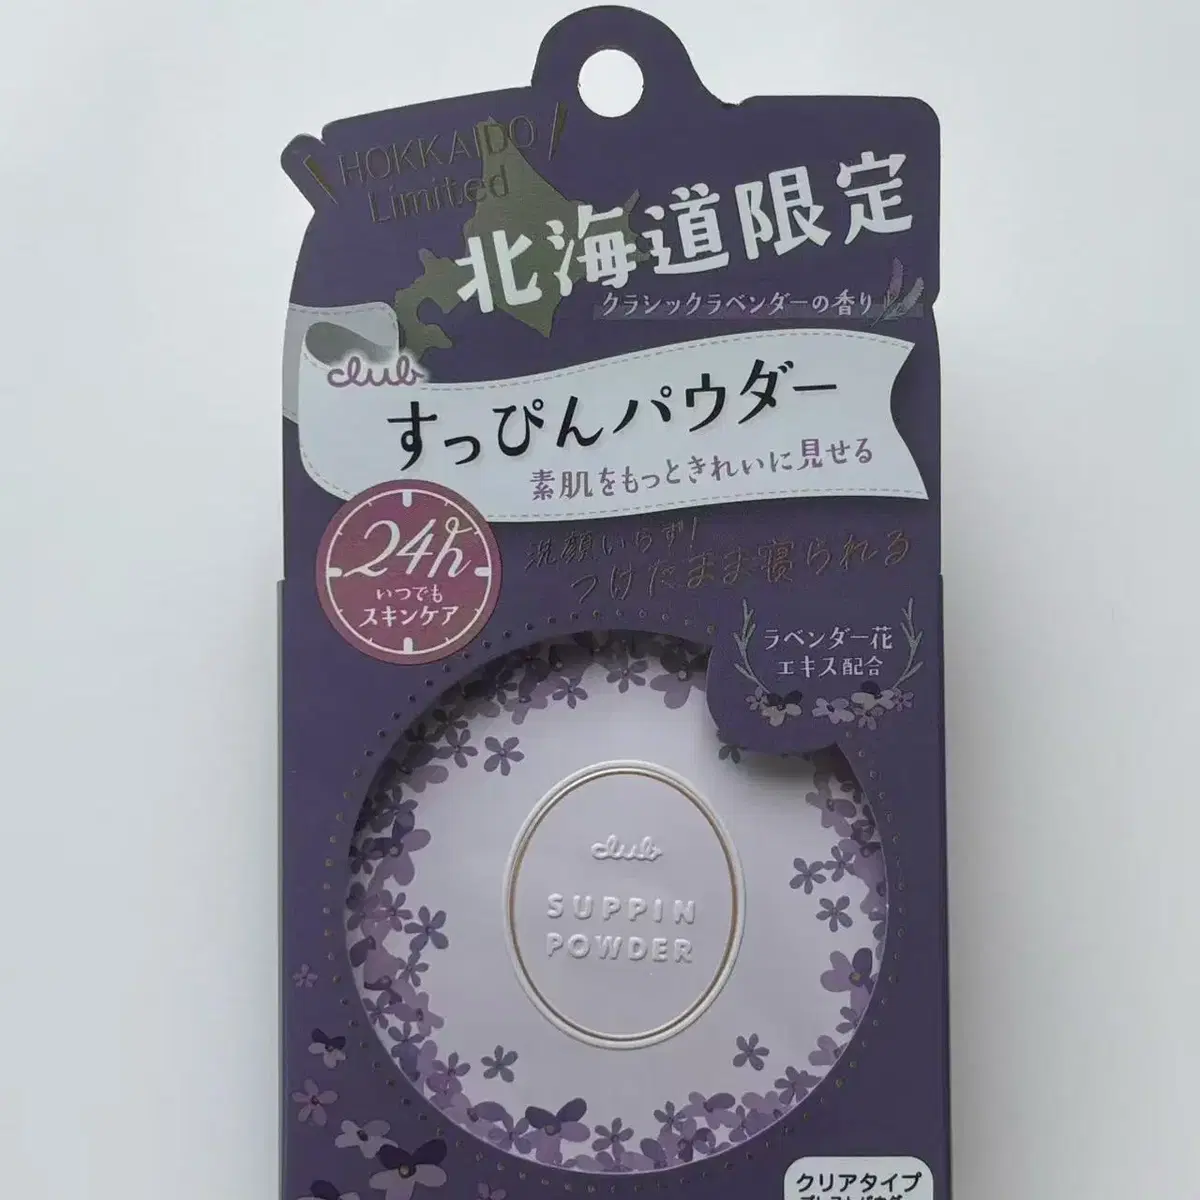 HOKKAIDO
Limited
北海道限定
クラシックラベンダーの香り
club
すっぴんパウダー
素肌をもっときれいに見せる
24h
いつでも
スキンケア
洗顔いらず!
つけたまま寝られる
ラベンダー花
エキス配合
club
SUPPIN
POWDER
クリアタイプ